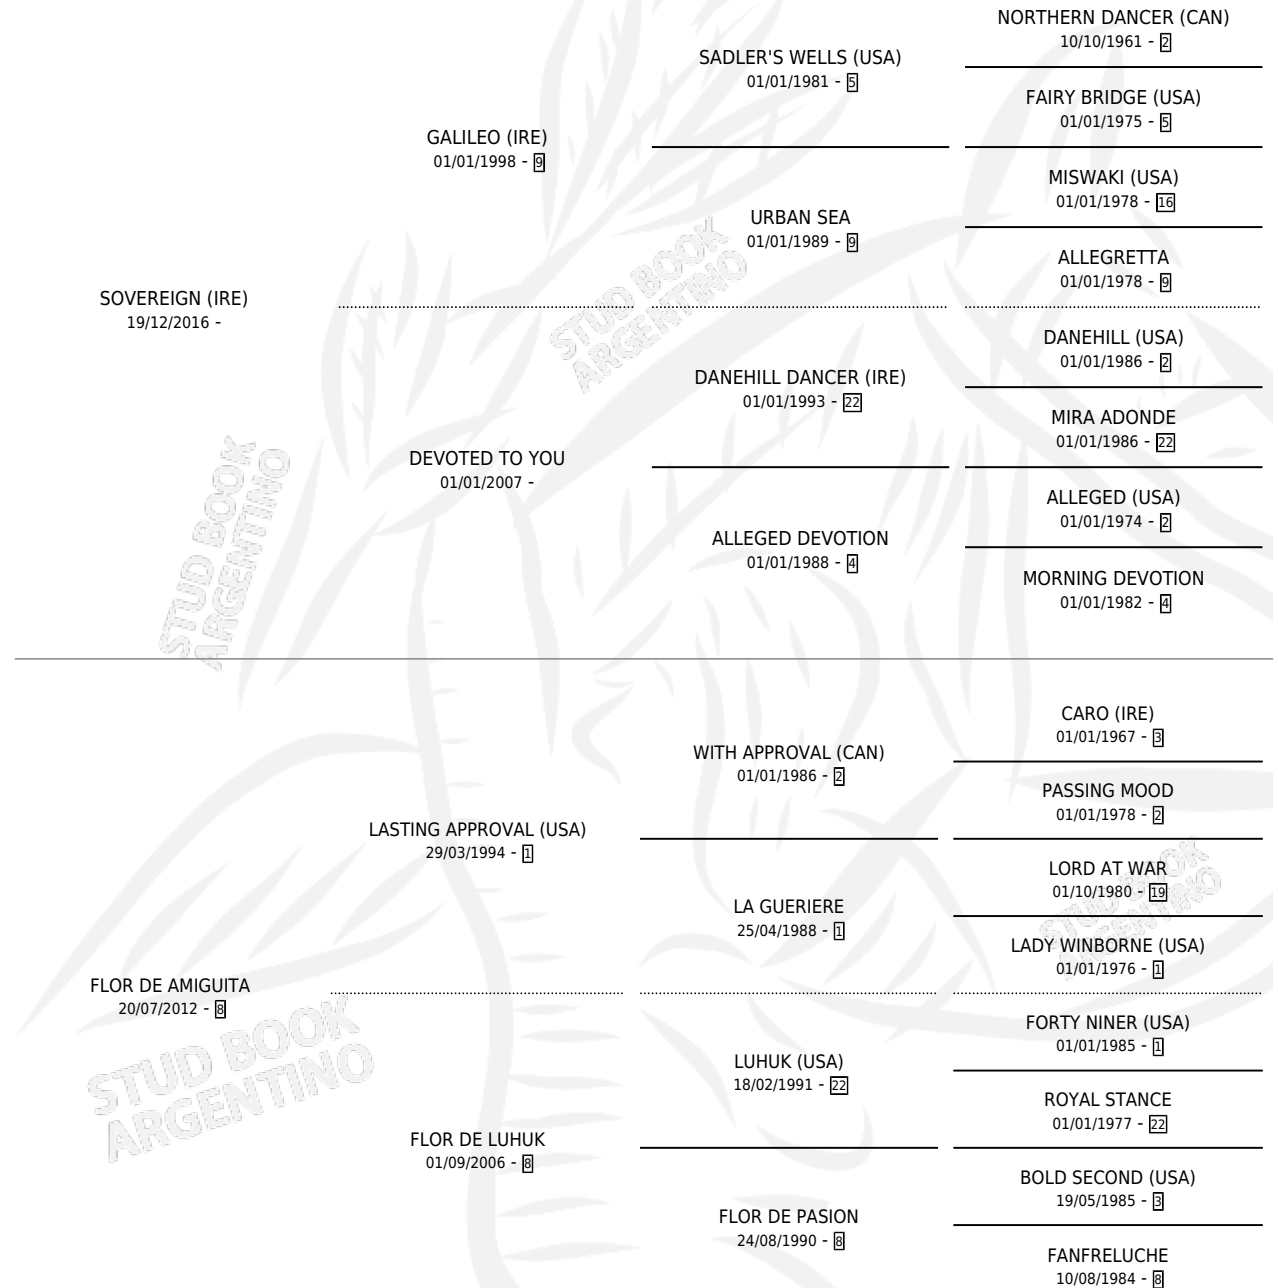 NORTHERN DANCER (CAN)
10/10/1961 - 2
SADLER'S WELLS (USA)
01/01/1981 - 5
FAIRY BRIDGE (USA)
01/01/1975 - 5
GALILEO (IRE)
01/01/1998 - 9
MISWAKI (USA)
01/01/1978 - 16
URBAN SEA
01/01/1989 - 9
ALLEGRETTA
01/01/1978 - 9
SOVEREIGN (IRE)
19/12/2016 -
DANEHILL (USA)
01/01/1986 - 2
DANEHILL DANCER (IRE)
01/01/1993 - 22
MIRA ADONDE
01/01/1986 - 22
DEVOTED TO YOU
01/01/2007 -
ALLEGED (USA)
01/01/1974 - 2
ALLEGED DEVOTION
01/01/1988 - 4
MORNING DEVOTION
01/01/1982 - 4
CARO (IRE)
01/01/1967 - 3
WITH APPROVAL (CAN)
01/01/1986 - 2
PASSING MOOD
01/01/1978 - 2
LASTING APPROVAL (USA)
29/03/1994 - 1
LORD AT WAR
01/10/1980 - 19
LA GUERIERE
25/04/1988 - 1
LADY WINBORNE (USA)
01/01/1976 - 1
FLOR DE AMIGUITA
20/07/2012 - 8
FORTY NINER (USA)
01/01/1985 - 1
LUHUK (USA)
18/02/1991 - 22
ROYAL STANCE
01/01/1977 - 22
FLOR DE LUHUK
01/09/2006 - 8
BOLD SECOND (USA)
19/05/1985 - 3
FLOR DE PASION
24/08/1990 - 8
FANFRELUCHE
10/08/1984 - 8
STUD BOOK
ARGENTINO
STUD BOOK
ARGENTINO
STUD BOOK
ARGENTINO
STUD BOOK
ARGENTINO